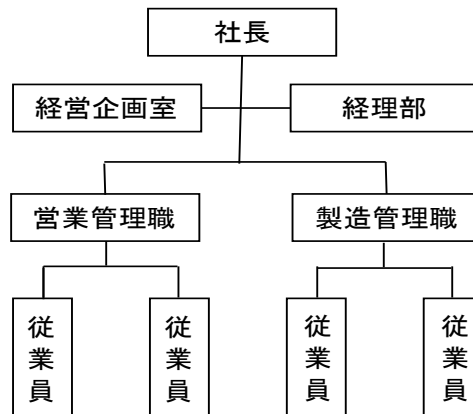 社長
経営企画室
経理部
営業管理職
製造管理職
従業員
従業員
従業員
従業員